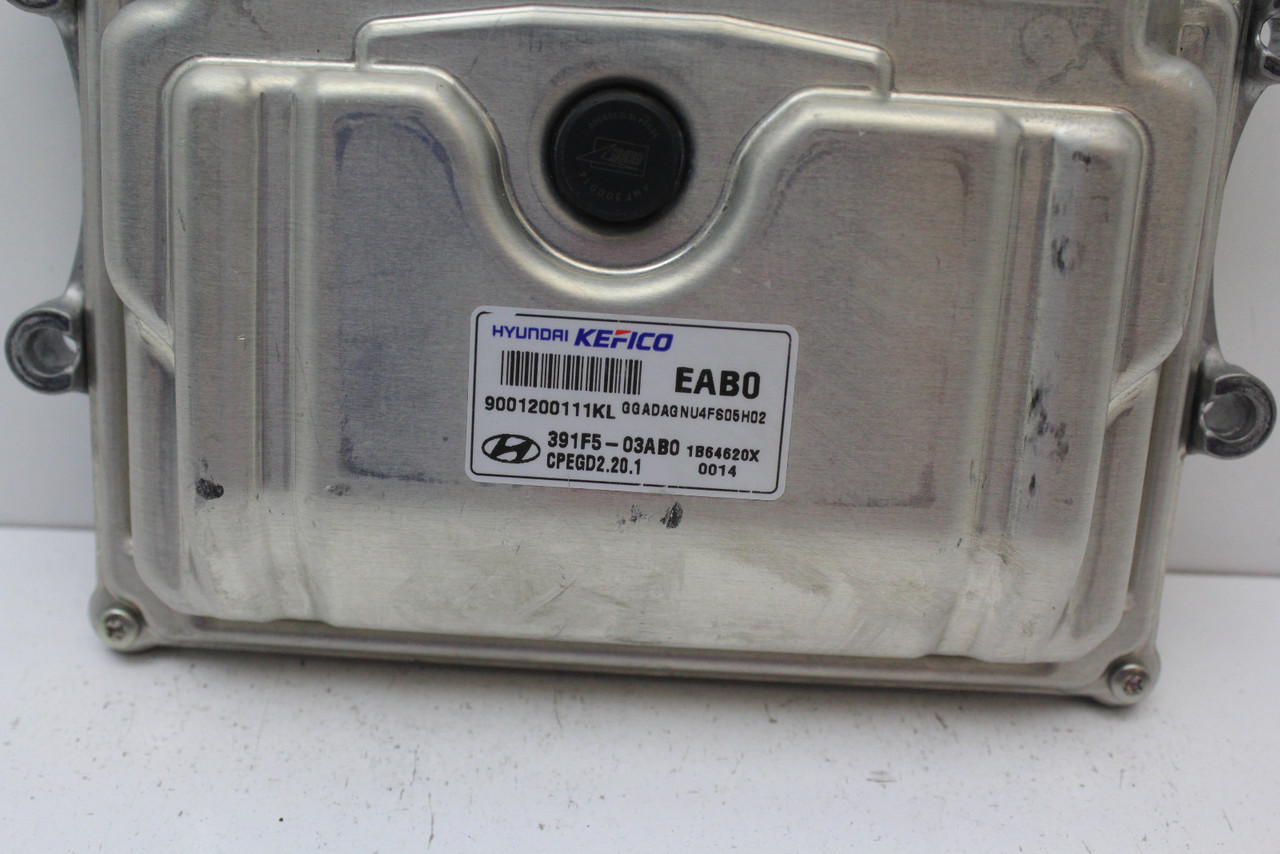 HYUNDAI KEFICO
EAB0
9001200111KL GGADAGNU4FS05H02
391F5-03AB0 1B64620X
CPEGD2.20.1 0014